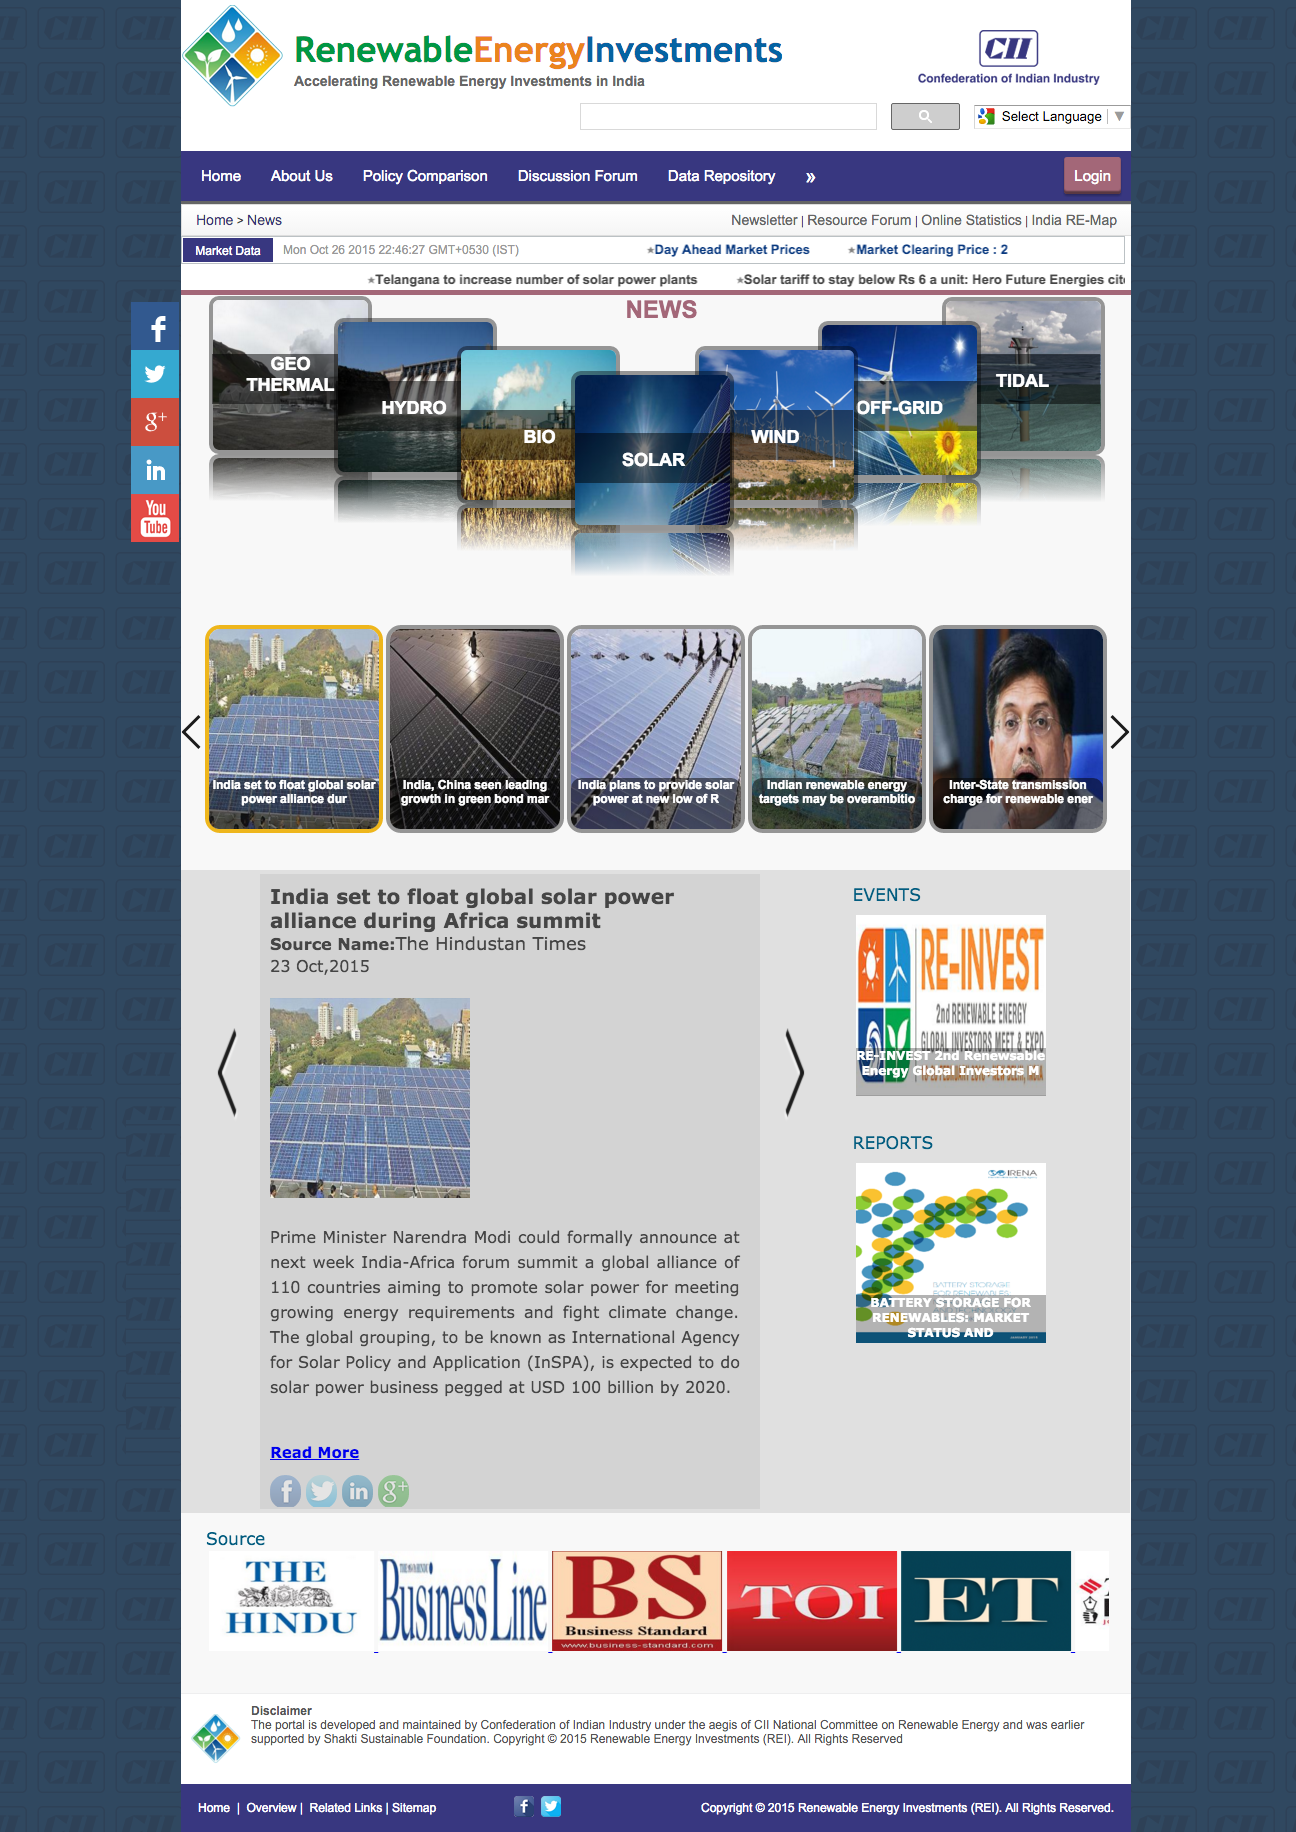 RenewableEnergyInvestments
Accelerating Renewable Energy Investments in India
CII
Confederation of Indian Industry
Select Language ▼
Home About Us Policy Comparison Discussion Forum Data Repository » Login
Home > News
Newsletter | Resource Forum | Online Statistics | India RE-Map
Market Data Mon Oct 26 2015 22:46:27 GMT+0530 (IST) ★Day Ahead Market Prices ★Market Clearing Price : 2
★Telangana to increase number of solar power plants ★Solar tariff to stay below Rs 6 a unit: Hero Future Energies cit
NEWS
GEO
THERMAL
HYDRO
BIO
SOLAR
WIND
OFF-GRID
TIDAL
f
g+
in
You
Tube
India set to float global solar
power alliance dur
India, China seen leading
growth in green bond mar
India plans to provide solar
power at new low of R
Indian renewable energy
targets may be overambitio
Inter-State transmission
charge for renewable ener
India set to float global solar power
alliance during Africa summit
Source Name:The Hindustan Times
23 Oct,2015
Prime Minister Narendra Modi could formally announce at
next week India-Africa forum summit a global alliance of
110 countries aiming to promote solar power for meeting
growing energy requirements and fight climate change.
The global grouping, to be known as International Agency
for Solar Policy and Application (InSPA), is expected to do
solar power business pegged at USD 100 billion by 2020.
Read More
f in g+
EVENTS
RE-INVEST
2nd RENEWABLE ENERGY
GLOBAL INVESTORS MEET & EXPO
RE-INVEST 2nd Renewsable
Energy Global Investors M
REPORTS
IRENA
BATTERY STORAGE
FOR RENEWABLES:
BATTERY STORAGE FOR
RENEWABLES: MARKET
STATUS AND
Source
THE
HINDU
Business Line
BS
Business Standard
www.business-standard.com
TOI
ET
Disclaimer
The portal is developed and maintained by Confederation of Indian Industry under the aegis of CII National Committee on Renewable Energy and was earlier
supported by Shakti Sustainable Foundation. Copyright © 2015 Renewable Energy Investments (REI). All Rights Reserved
Home | Overview | Related Links | Sitemap
f
Copyright © 2015 Renewable Energy Investments (REI). All Rights Reserved.